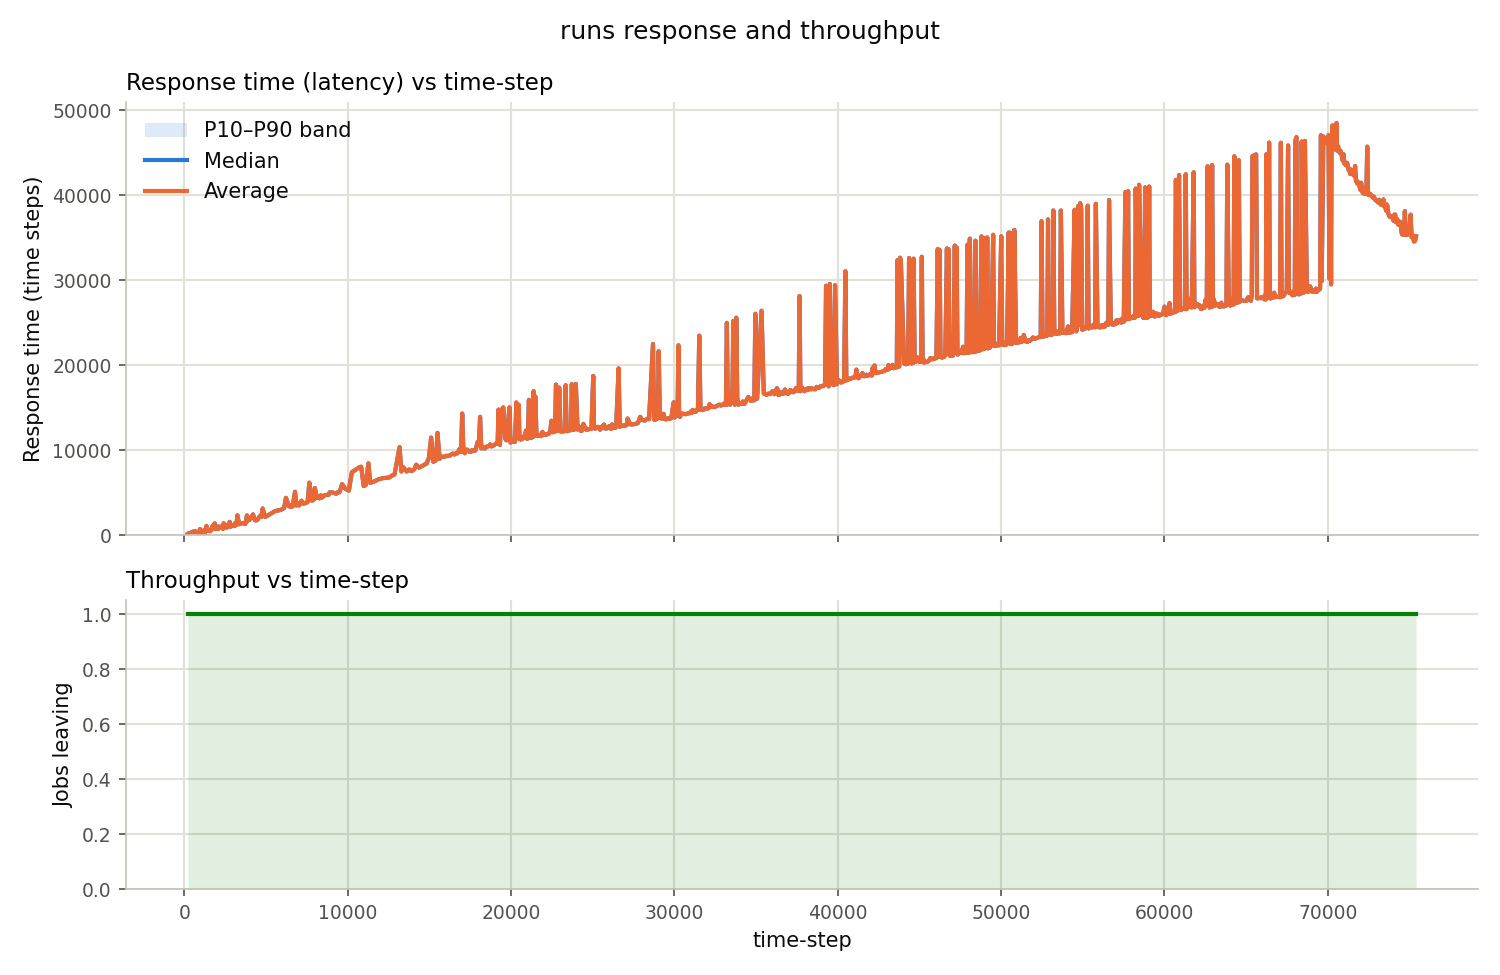 runs response and throughput
Response time (latency) vs time-step
50000
40000
30000
20000
10000
0
Response time (time steps)
P10–P90 band
Median
Average
Throughput vs time-step
1.0
0.8
0.6
0.4
0.2
0.0
Jobs leaving
0 10000 20000 30000 40000 50000 60000 70000
time-step